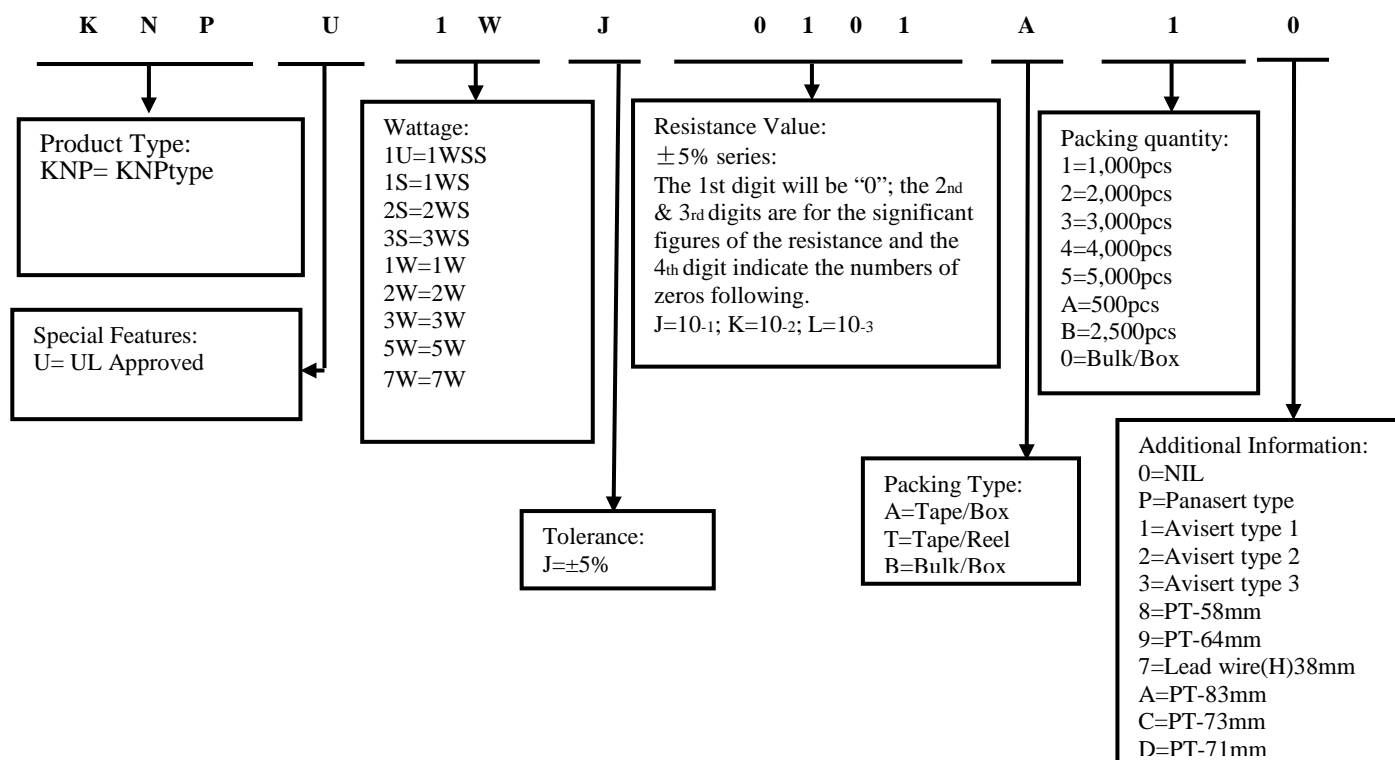 K N P U 1 W J 0 1 0 1 A 1 0
Product Type:
KNP= KNPtype
Special Features:
U= UL Approved
Wattage:
1U=1WSS
1S=1WS
2S=2WS
3S=3WS
1W=1W
2W=2W
3W=3W
5W=5W
7W=7W
Tolerance:
J=±5%
Resistance Value:
±5% series:
The 1st digit will be “0”; the 2nd
& 3rd digits are for the significant
figures of the resistance and the
4th digit indicate the numbers of
zeros following.
J=10-1; K=10-2; L=10-3
Packing Type:
A=Tape/Box
T=Tape/Reel
B=Bulk/Box
Packing quantity:
1=1,000pcs
2=2,000pcs
3=3,000pcs
4=4,000pcs
5=5,000pcs
A=500pcs
B=2,500pcs
0=Bulk/Box
Additional Information:
0=NIL
P=Panasert type
1=Avisert type 1
2=Avisert type 2
3=Avisert type 3
8=PT-58mm
9=PT-64mm
7=Lead wire(H)38mm
A=PT-83mm
C=PT-73mm
D=PT-71mm